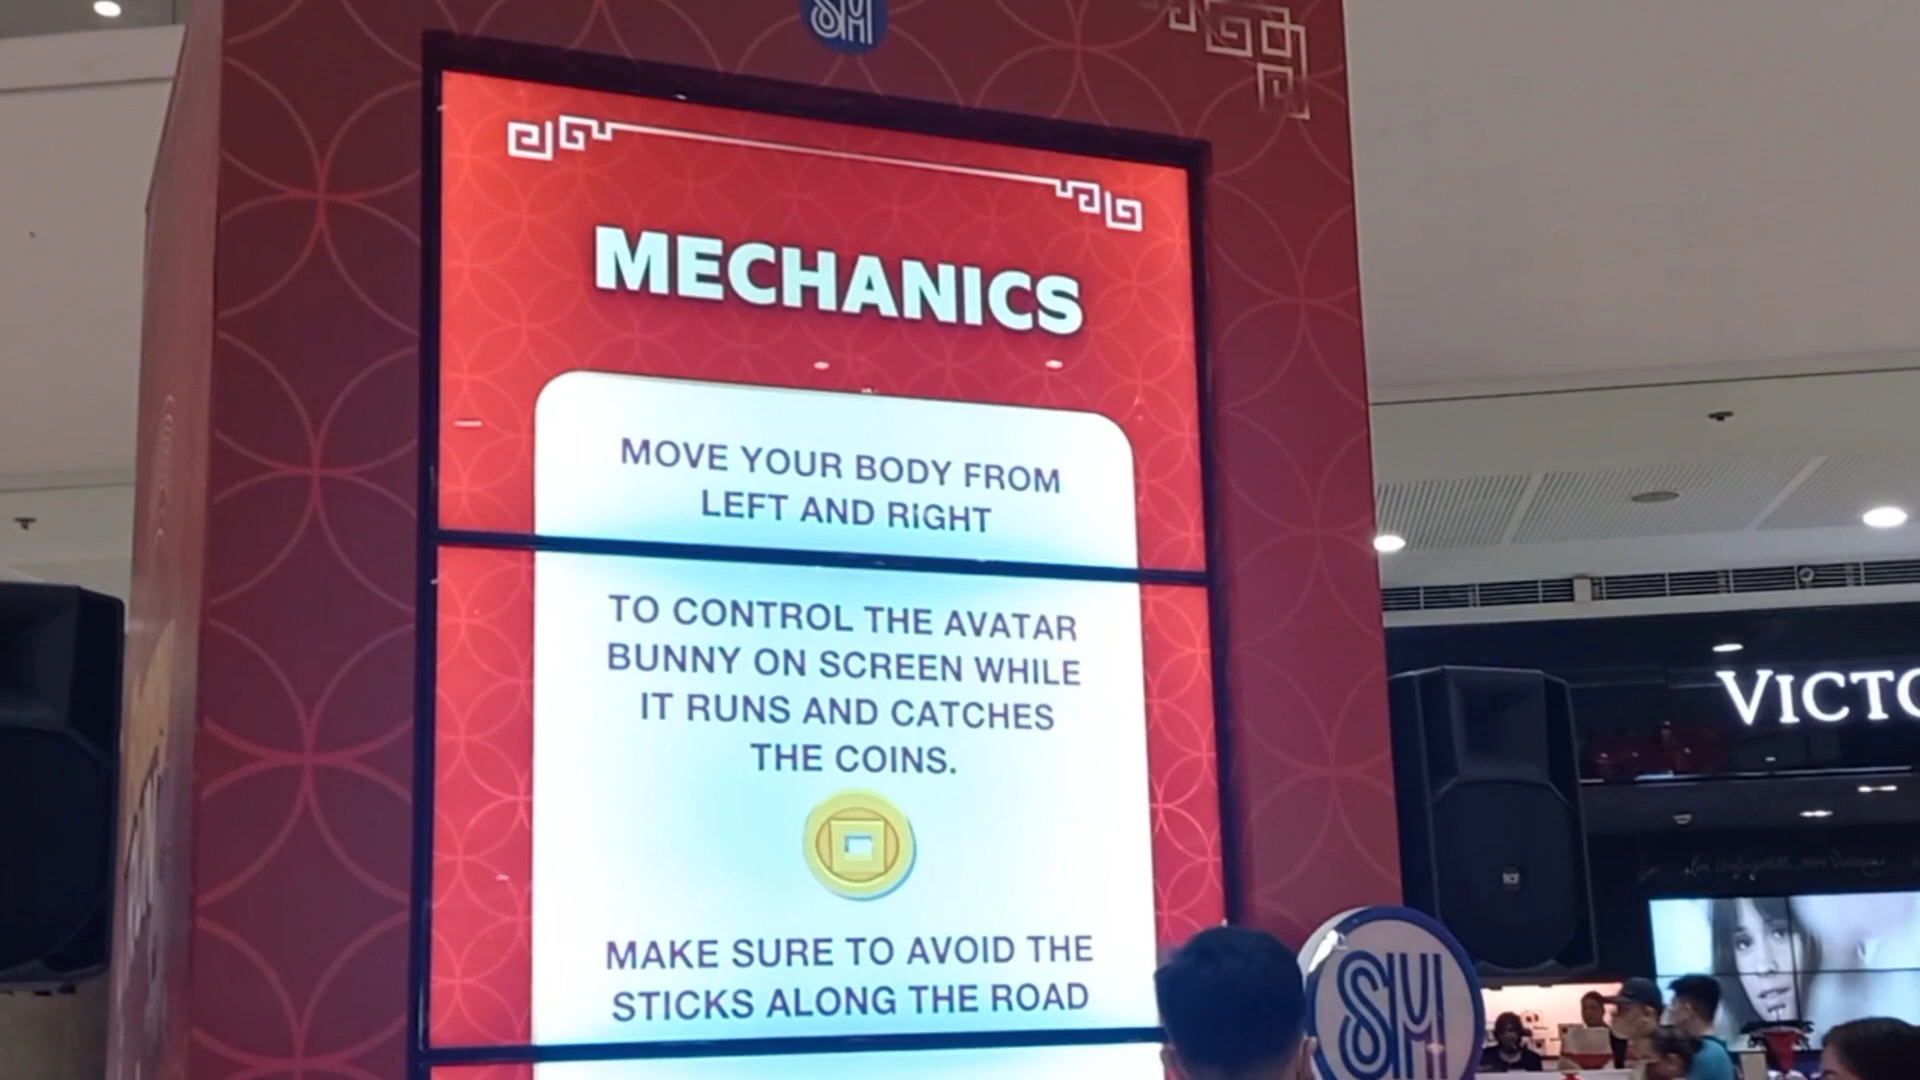 SM
MECHANICS
MOVE YOUR BODY FROM
LEFT AND RIGHT
TO CONTROL THE AVATAR
BUNNY ON SCREEN WHILE
IT RUNS AND CATCHES
THE COINS.
MAKE SURE TO AVOID THE
STICKS ALONG THE ROAD
SM
VICTO